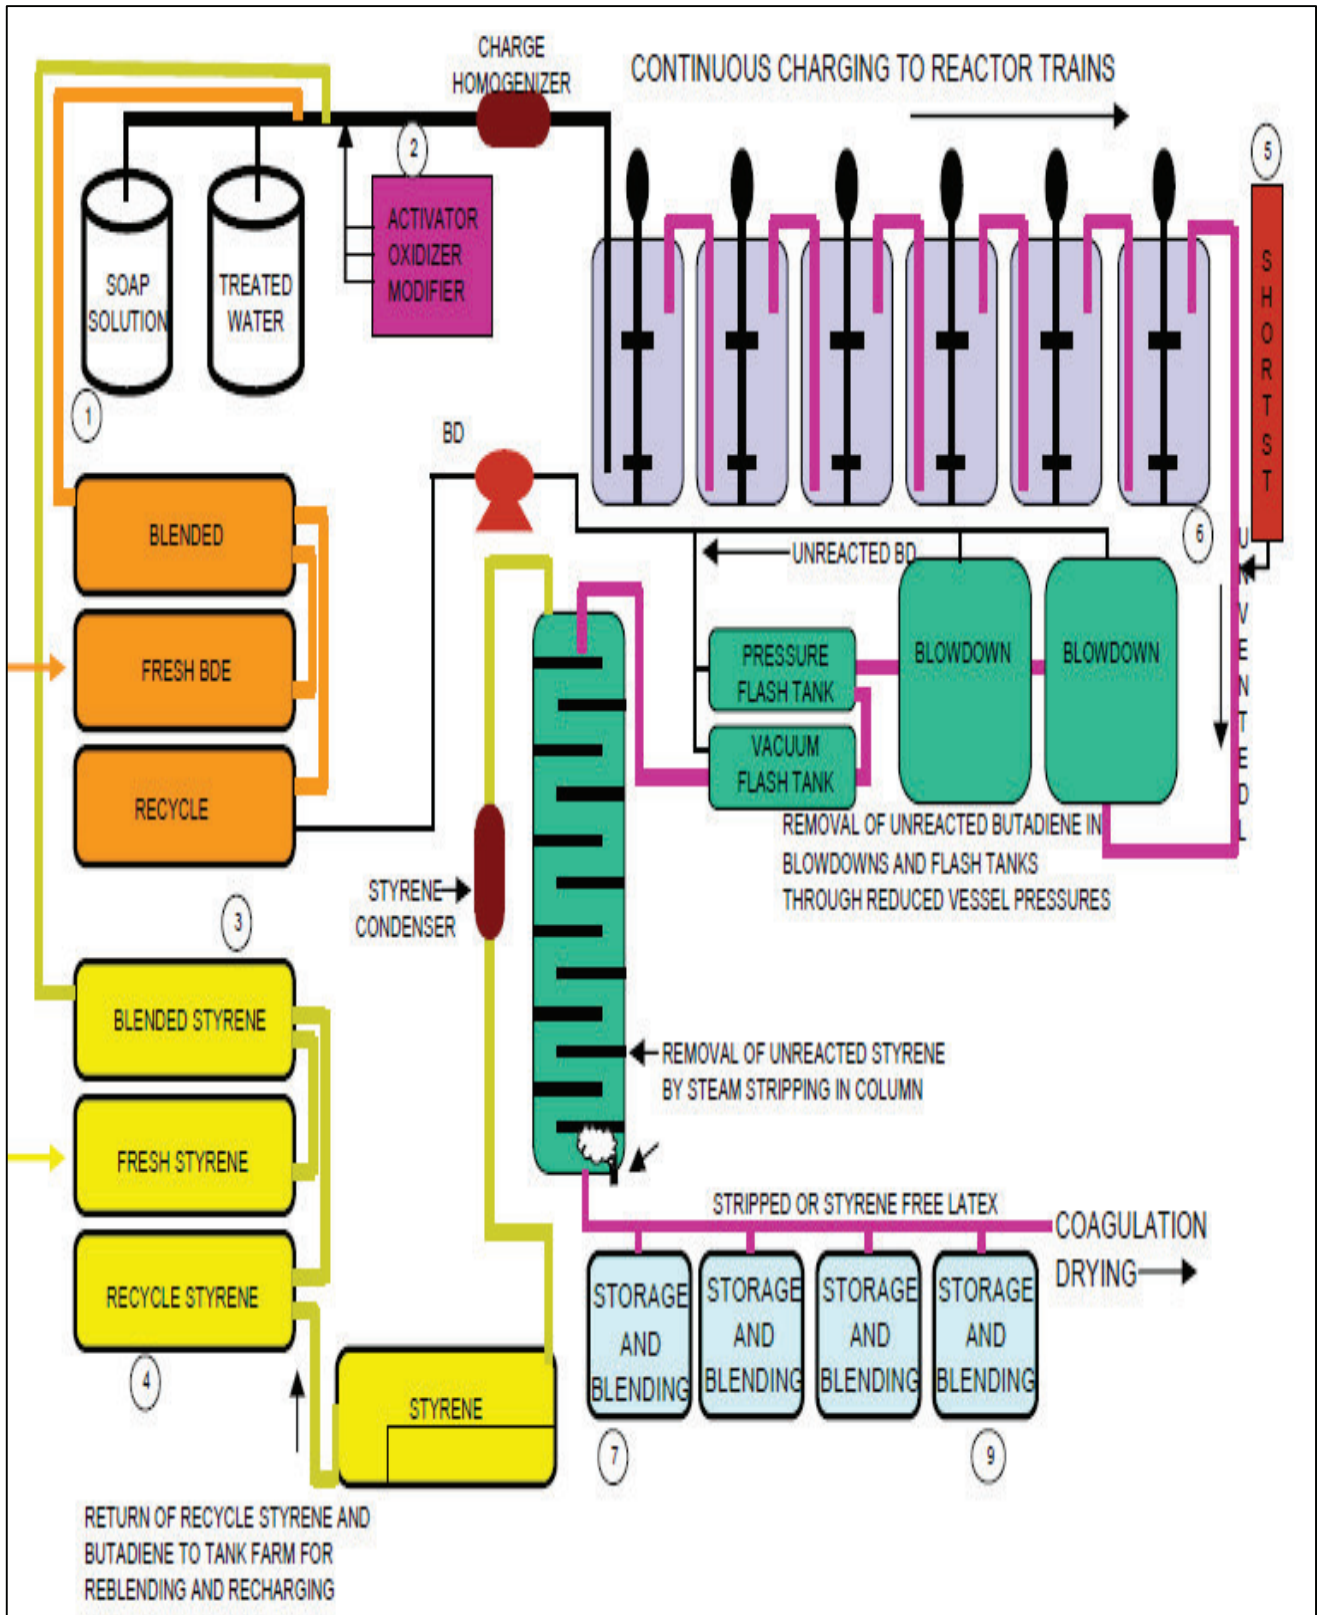 CHARGE
HOMOGENIZER
CONTINUOUS CHARGING TO REACTOR TRAINS
2
5
ACTIVATOR
OXIDIZER
MODIFIER
SOAP
SOLUTION
TREATED
WATER
SHORTST
1
BD
BLENDED
FRESH BDE
RECYCLE
6
UNREACTED BD
UNVENTEDL
PRESSURE
FLASH TANK
VACUUM
FLASH TANK
BLOWDOWN
BLOWDOWN
REMOVAL OF UNREACTED BUTADIENE IN
BLOWDOWNS AND FLASH TANKS
THROUGH REDUCED VESSEL PRESSURES
STYRENE
CONDENSER
3
BLENDED STYRENE
FRESH STYRENE
RECYCLE STYRENE
4
REMOVAL OF UNREACTED STYRENE
BY STEAM STRIPPING IN COLUMN
STRIPPED OR STYRENE FREE LATEX
COAGULATION
DRYING
STORAGE
AND
BLENDING
STORAGE
AND
BLENDING
STORAGE
AND
BLENDING
STORAGE
AND
BLENDING
7
9
STYRENE
RETURN OF RECYCLE STYRENE AND
BUTADIENE TO TANK FARM FOR
REBLENDING AND RECHARGING